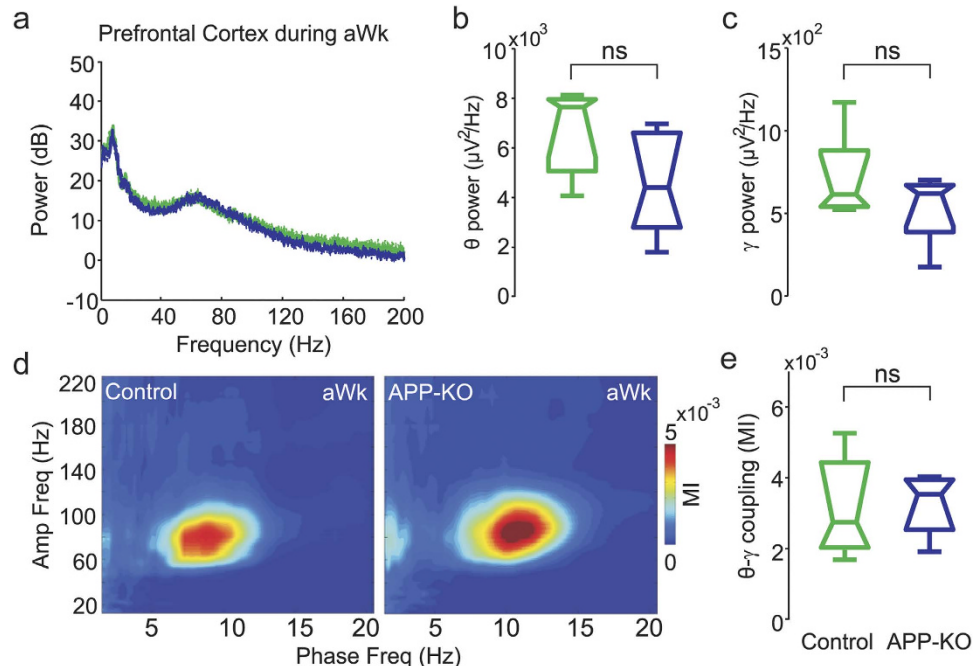 a
Prefrontal Cortex during aWk
Power (dB)
50
40
30
20
10
0
-10
0 40 80 120 160 200
Frequency (Hz)
b
x10³
ns
θ power (µV²/Hz)
10
8
6
4
2
0
c
x10²
ns
γ power (µV²/Hz)
15
10
5
0
d
Control aWk
APP-KO aWk
Amp Freq (Hz)
220
180
140
100
60
20
5 10 15 20
5 10 15 20
Phase Freq (Hz)
x10⁻³
5
0
MI
e
x10⁻³
ns
θ-γ coupling (MI)
6
4
2
0
Control APP-KO